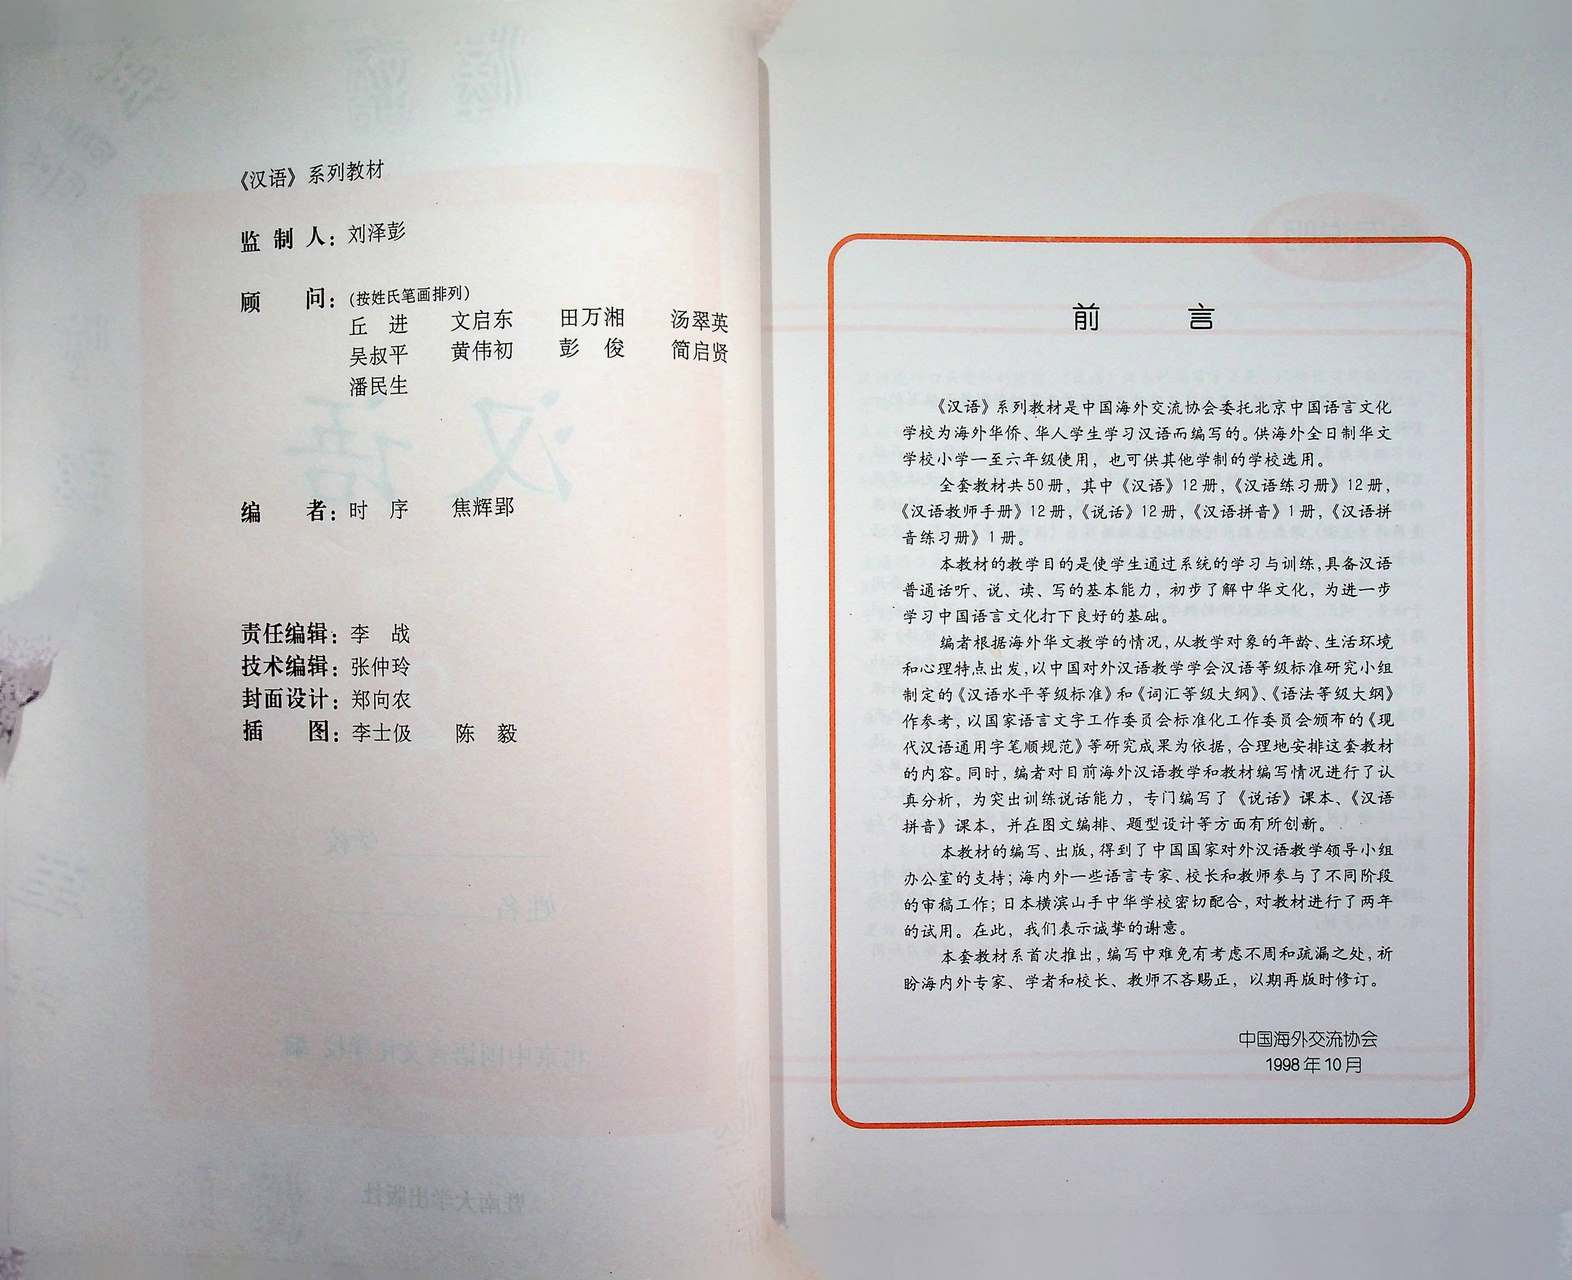 《汉语》系列教材
监制人：刘泽彭
顾问：(按姓氏笔画排列)
丘进 文启东 田万湘 汤翠英
吴叔平 黄伟初 彭俊 简启贤
潘民生
编者：时序 焦辉郢
责任编辑：李战
技术编辑：张仲玲
封面设计：郑向农
插图：李士伋 陈毅
前言
《汉语》系列教材是中国海外交流协会委托北京中国语言文化
学校为海外华侨、华人学生学习汉语而编写的。供海外全日制华文
学校小学一至六年级使用，也可供其他学制的学校选用。
全套教材共50册，其中《汉语》12册，《汉语练习册》12册，
《汉语教师手册》12册，《说话》12册，《汉语拼音》1册，《汉语拼
音练习册》1册。
本教材的教学目的是使学生通过系统的学习与训练，具备汉语
普通话听、说、读、写的基本能力，初步了解中华文化，为进一步
学习中国语言文化打下良好的基础。
编者根据海外华文教学的情况，从教学对象的年龄、生活环境
和心理特点出发，以中国对外汉语教学学会汉语等级标准研究小组
制定的《汉语水平等级标准》和《词汇等级大纲》、《语法等级大纲》
作参考，以国家语言文字工作委员会标准化工作委员会颁布的《现
代汉语通用字笔顺规范》等研究成果为依据，合理地安排这套教材
的内容。同时，编者对目前海外汉语教学和教材编写情况进行了认
真分析，为突出训练说话能力，专门编写了《说话》课本、《汉语
拼音》课本，并在图文编排、题型设计等方面有所创新。
本教材的编写、出版，得到了中国国家对外汉语教学领导小组
办公室的支持；海内外一些语言专家、校长和教师参与了不同阶段
的审稿工作；日本横滨山手中华学校密切配合，对教材进行了两年
的试用。在此，我们表示诚挚的谢意。
本套教材系首次推出，编写中难免有考虑不周和疏漏之处，祈
盼海内外专家、学者和校长、教师不吝赐正，以期再版时修订。
中国海外交流协会
1998年10月